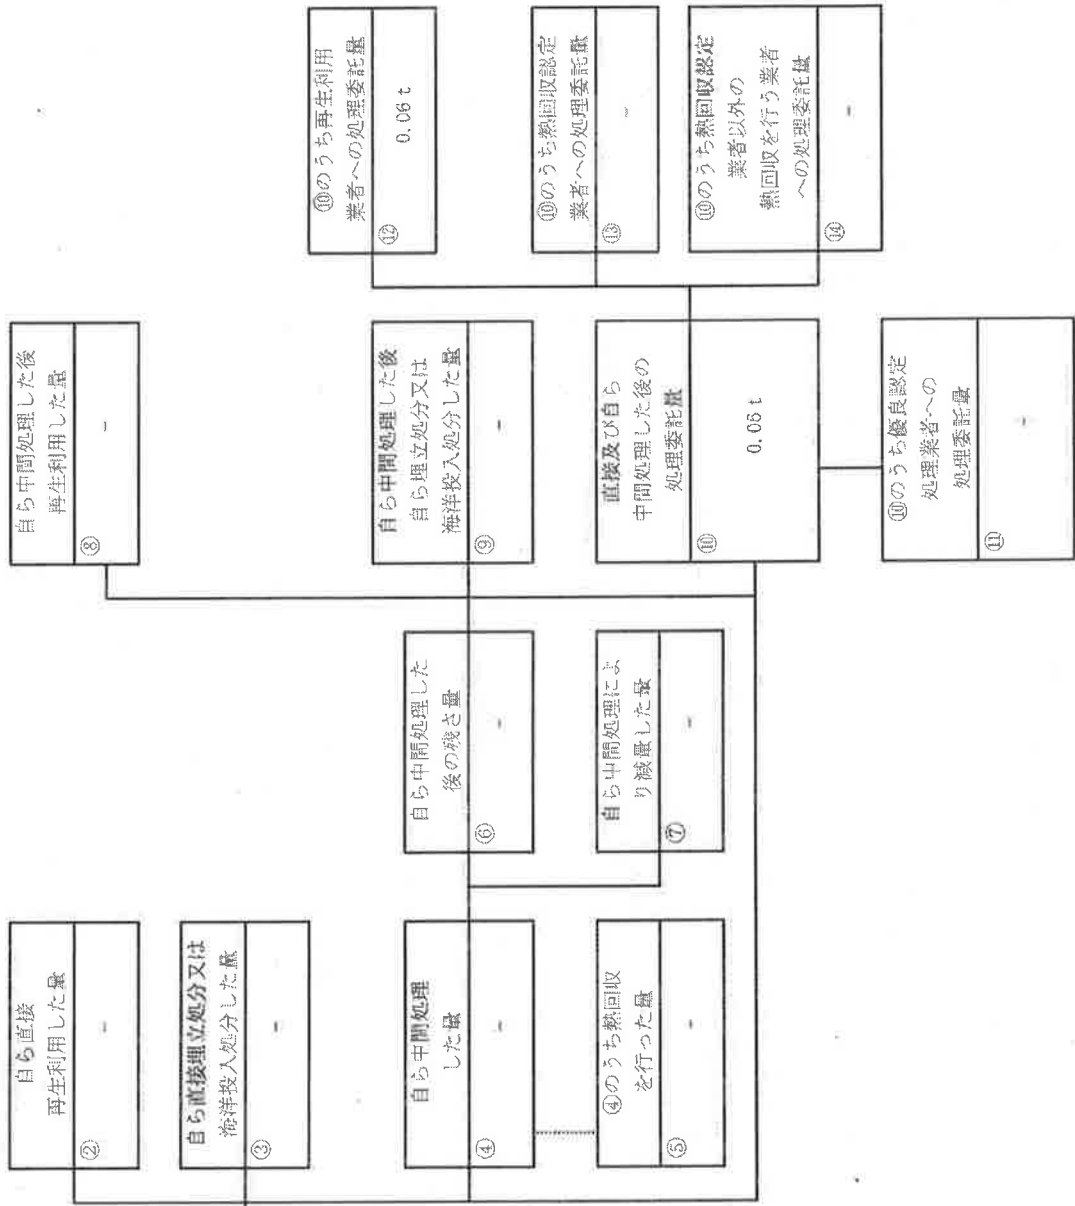 自ら直接
再生利用した量
②
－
自ら直接埋立処分又は
海洋投入処分した量
③
－
自ら中間処理
した量
④
－
④のうち熱回収
を行った量
⑤
－
自ら中間処理した
後の残さ量
⑥
－
自ら中間処理によ
り減量した量
⑦
－
自ら中間処理した後
再生利用した量
⑧
－
自ら中間処理した後
自ら埋立処分又は
海洋投入処分した量
⑨
－
直接及び自ら
中間処理した後の
処理委託量
⑩
0.06 t
⑩のうち優良認定
処理業者への
処理委託量
⑪
－
⑩のうち再生利用
業者への処理委託量
⑫
0.06 t
⑩のうち熱回収認定
業者への処理委託量
⑬
－
⑩のうち熱回収認定
業者以外の
熱回収を行う業者
への処理委託量
⑭
－